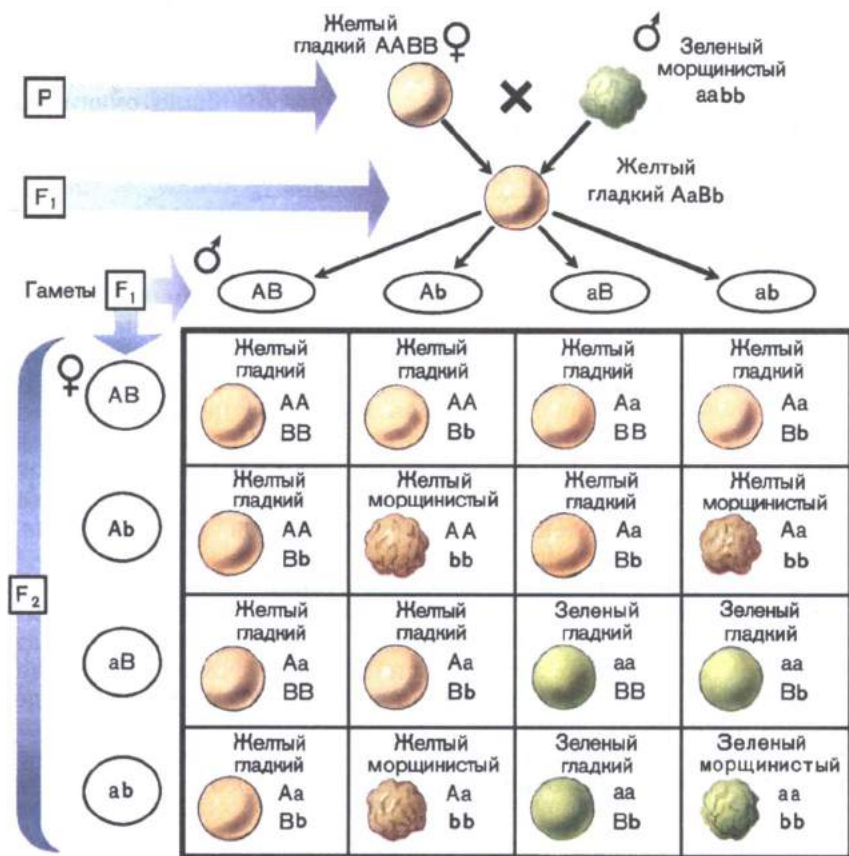 Желтый
гладкий AABB ♀
♂
Зеленый
морщинистый
aabb
P
×
F₁
Желтый
гладкий AaBb
♂
Гаметы F₁
AB Ab aB ab
♀
F₂
AB
Желтый
гладкий
AA
BB
Желтый
гладкий
AA
Bb
Желтый
гладкий
Aa
BB
Желтый
гладкий
Aa
Bb
Ab
Желтый
гладкий
AA
Bb
Желтый
морщинистый
AA
bb
Желтый
гладкий
Aa
Bb
Желтый
морщинистый
Aa
bb
aB
Желтый
гладкий
Aa
BB
Желтый
гладкий
Aa
Bb
Зеленый
гладкий
aa
BB
Зеленый
гладкий
aa
Bb
ab
Желтый
гладкий
Aa
Bb
Желтый
морщинистый
Aa
bb
Зеленый
гладкий
aa
Bb
Зеленый
морщинистый
aa
bb